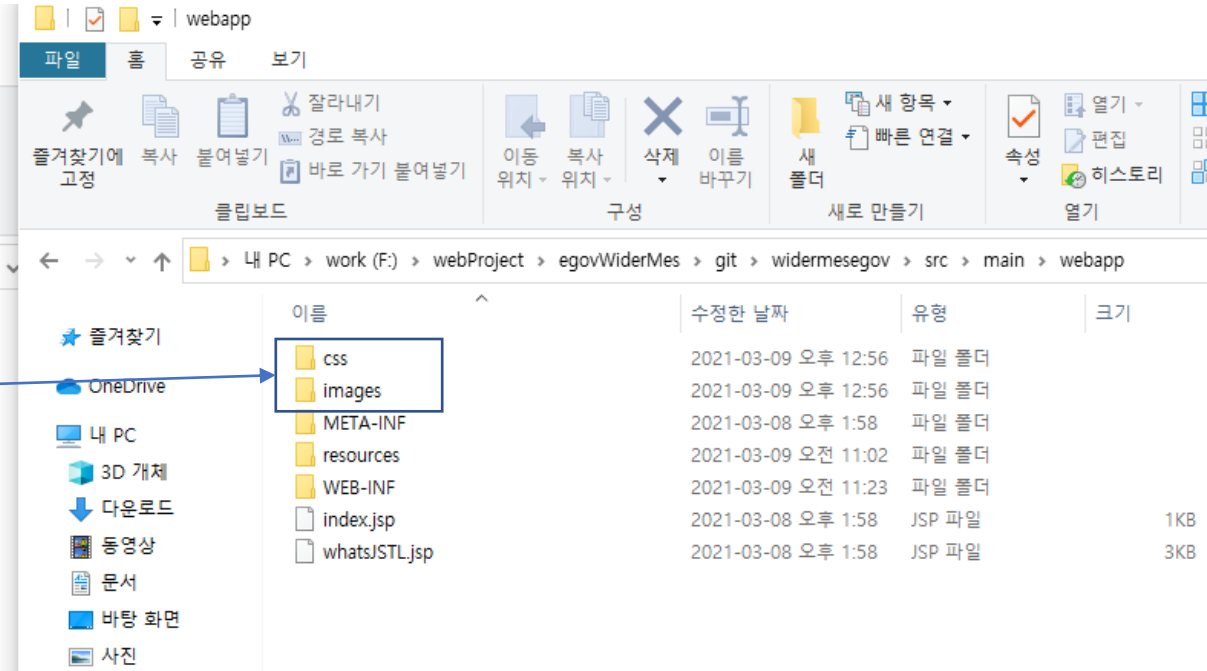 webapp
파일 홈 공유 보기
즐겨찾기에 고정
복사
붙여넣기
잘라내기
경로 복사
바로 가기 붙여넣기
클립보드
이동 위치
복사 위치
삭제
이름 바꾸기
구성
새 폴더
새 항목
빠른 연결
새로 만들기
속성
열기
편집
히스토리
열기
내 PC > work (F:) > webProject > egovWiderMes > git > widermesegov > src > main > webapp
즐겨찾기
OneDrive
내 PC
3D 개체
다운로드
동영상
문서
바탕 화면
사진
이름 수정한 날짜 유형 크기
css 2021-03-09 오후 12:56 파일 폴더
images 2021-03-09 오후 12:56 파일 폴더
META-INF 2021-03-08 오후 1:58 파일 폴더
resources 2021-03-09 오전 11:02 파일 폴더
WEB-INF 2021-03-09 오전 11:23 파일 폴더
index.jsp 2021-03-08 오후 1:58 JSP 파일 1KB
whatsJSTL.jsp 2021-03-08 오후 1:58 JSP 파일 3KB